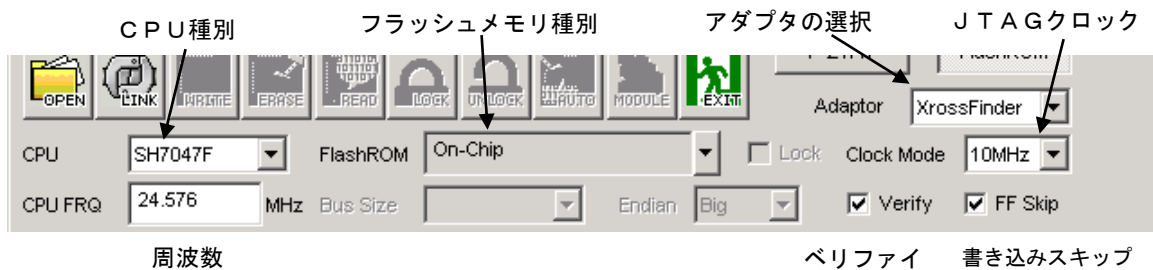 ＣＰＵ種別 フラッシュメモリ種別 アダプタの選択 ＪＴＡＧクロック
OPEN LINK WRITE ERASE READ LOCK UNLOCK AUTO MODULE EXIT
Adaptor XrossFinder
CPU SH7047F FlashROM On-Chip Lock Clock Mode 10MHz
CPU FRQ 24.576 MHz Bus Size Endian Big Verify FF Skip
周波数 ベリファイ 書き込みスキップ